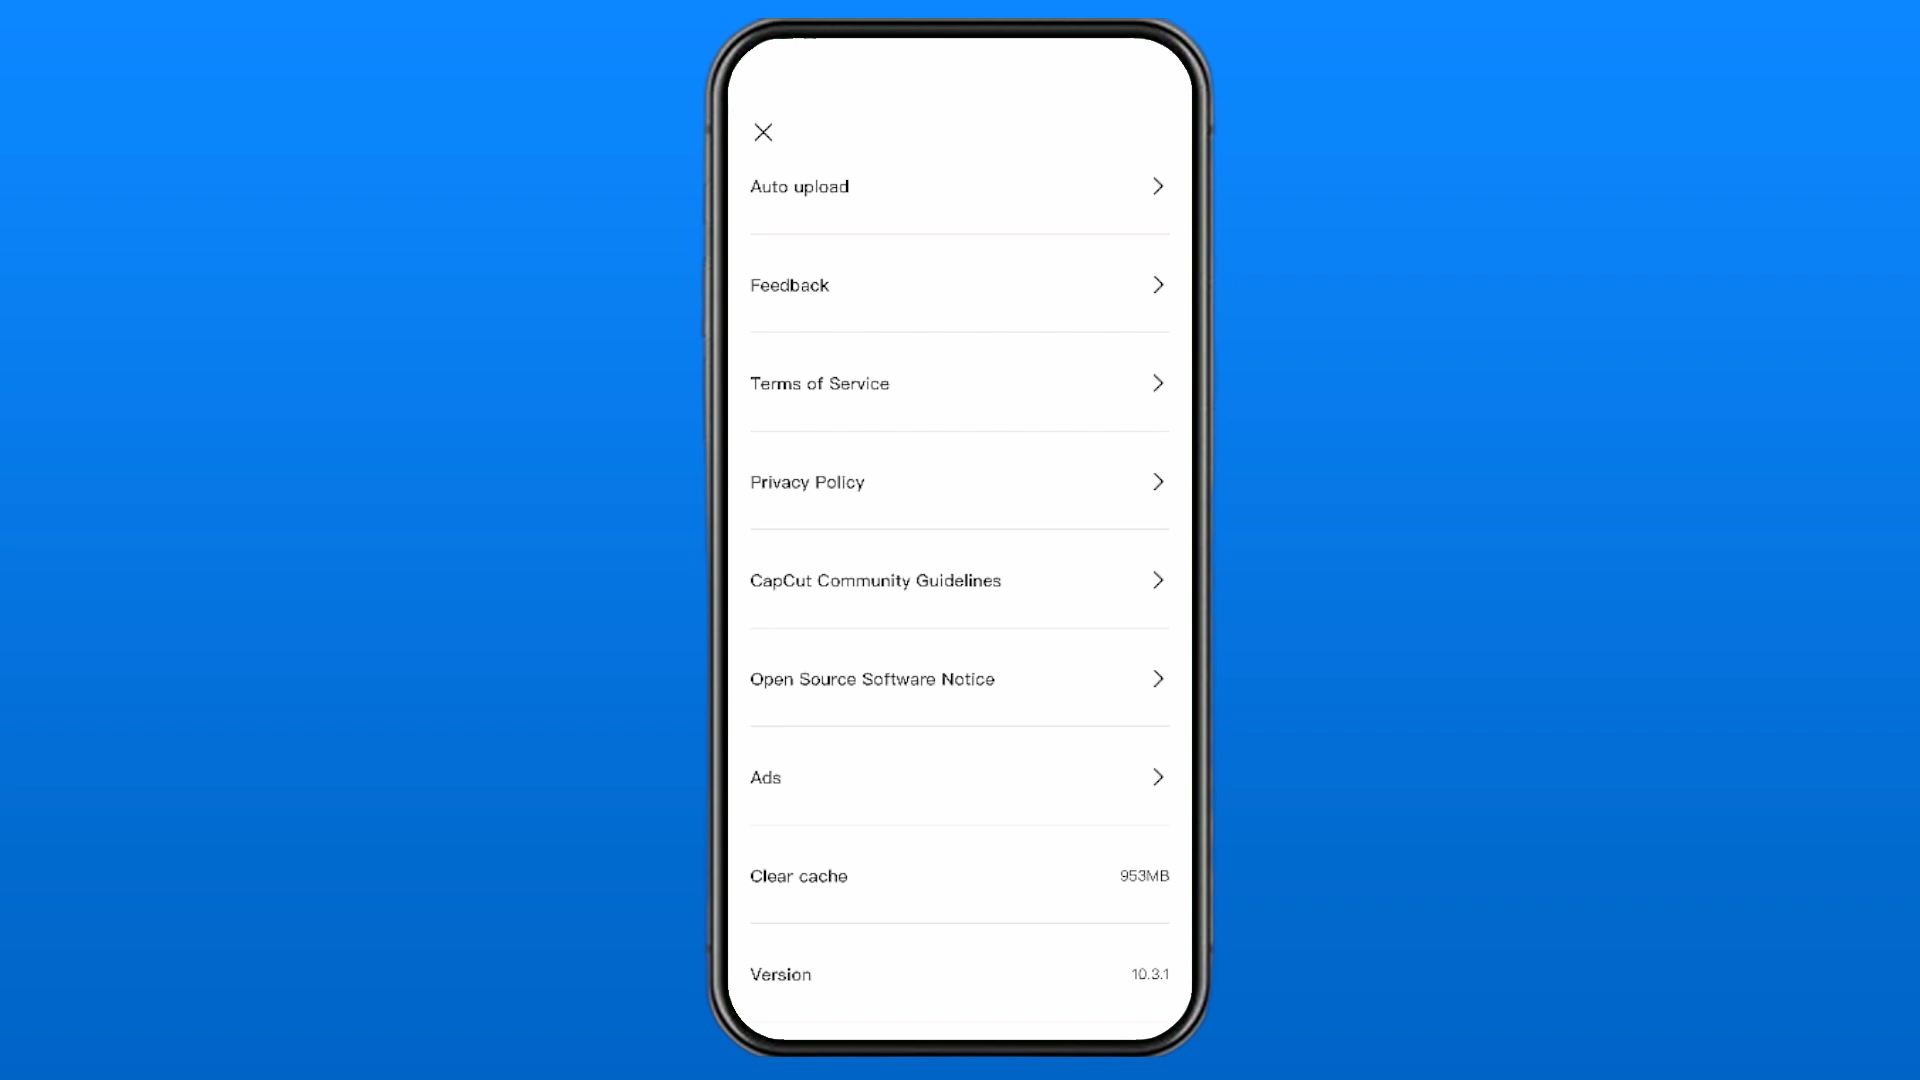 Auto upload
Feedback
Terms of Service
Privacy Policy
CapCut Community Guidelines
Open Source Software Notice
Ads
Clear cache 953MB
Version 10.3.1